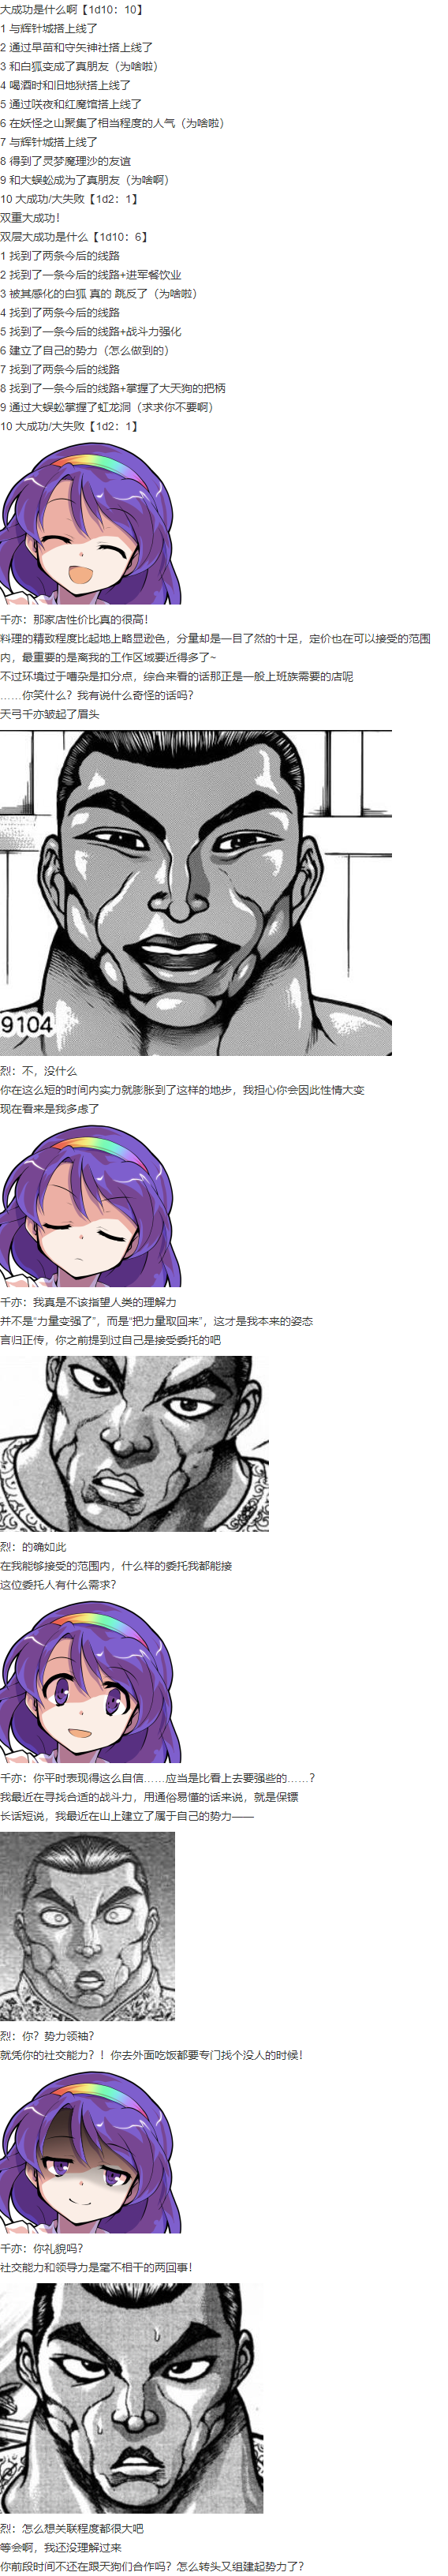 大成功是什么啊【1d10：10】
1 与辉针城搭上线了
2 通过早苗和守矢神社搭上线了
3 和白狐变成了真朋友（为啥啦）
4 喝酒时和旧地狱搭上线了
5 通过咲夜和红魔馆搭上线了
6 在妖怪之山聚集了相当程度的人气（为啥啦）
7 与辉针城搭上线了
8 得到了灵梦魔理沙的友谊
9 和大蜈蚣成为了真朋友（为啥啊）
10 大成功/大失败【1d2：1】
双重大成功！
双层大成功是什么【1d10：6】
1 找到了两条今后的线路
2 找到了一条今后的线路+进军餐饮业
3 被其感化的白狐 真的 跳反了（为啥啦）
4 找到了两条今后的线路
5 找到了一条今后的线路+战斗力强化
6 建立了自己的势力（怎么做到的）
7 找到了两条今后的线路
8 找到了一条今后的线路+掌握了大天狗的把柄
9 通过大蜈蚣掌握了虹龙洞（求求你不要啊）
10 大成功/大失败【1d2：1】
千亦：那家店性价比真的很高！
料理的精致程度比起地上略显逊色，分量却是一目了然的十足，定价也在可以接受的范围
内，最重要的是离我的工作区域要近得多了~
不过环境过于嘈杂是扣分点，综合来看的话那正是一般上班族需要的店呢
……你笑什么？我有说什么奇怪的话吗？
天弓千亦皱起了眉头
9104
烈：不，没什么
你在这么短的时间内实力就膨胀到了这样的地步，我担心你会因此性情大变
现在看来是我多虑了
千亦：我真是不该指望人类的理解力
并不是“力量变强了”，而是“把力量取回来”，这才是我本来的姿态
言归正传，你之前提到过自己是接受委托的吧
烈：的确如此
在我能够接受的范围内，什么样的委托我都能接
这位委托人有什么需求？
千亦：你平时表现得这么自信……应当是比看上去要强些的……？
我最近在寻找合适的战斗力，用通俗易懂的话来说，就是保镖
长话短说，我最近在山上建立了属于自己的势力——
烈：你？势力领袖？
就凭你的社交能力？！你去外面吃饭都要专门找个没人的时候！
千亦：你礼貌吗？
社交能力和领导力是毫不相干的两回事！
烈：怎么想关联程度都很大吧
等会啊，我还没理解过来
你前段时间不还在跟天狗们合作吗？怎么转头又组建起势力了？